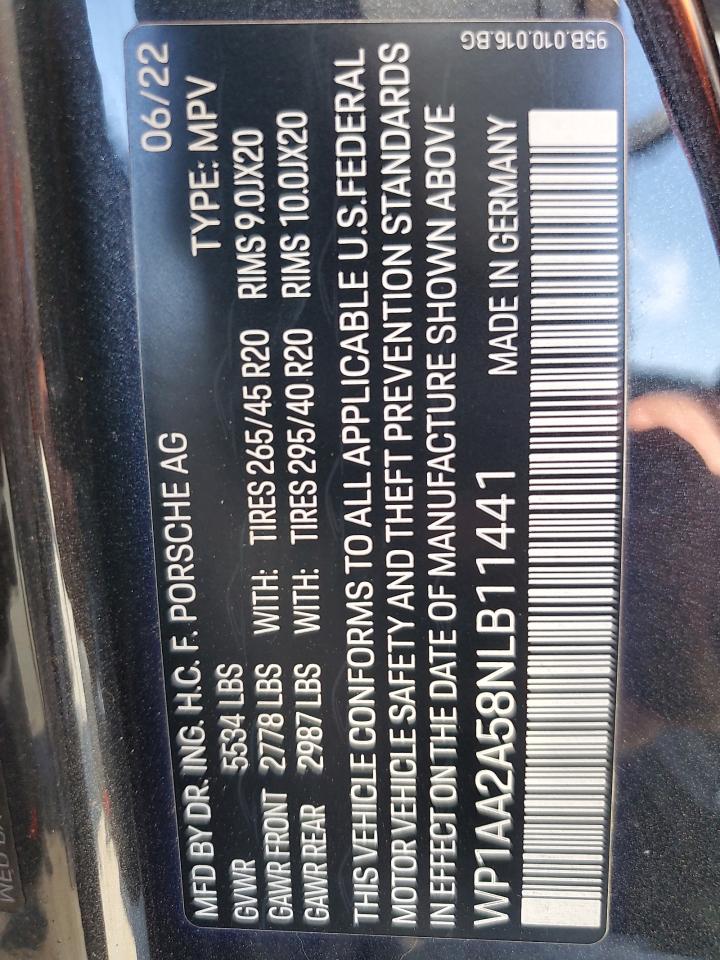 MFD BY DR. ING. H.C. F. PORSCHE AG 06/22
GVWR 5534 LBS TYPE: MPV
GAWR FRONT 2778 LBS WITH: TIRES 265/45 R20 RIMS 9.0JX20
GAWR REAR 2987 LBS WITH: TIRES 295/40 R20 RIMS 10.0JX20
THIS VEHICLE CONFORMS TO ALL APPLICABLE U.S.FEDERAL
MOTOR VEHICLE SAFETY AND THEFT PREVENTION STANDARDS
IN EFFECT ON THE DATE OF MANUFACTURE SHOWN ABOVE
WP1AA2A58NLB11441 MADE IN GERMANY
95B.010.016.BG